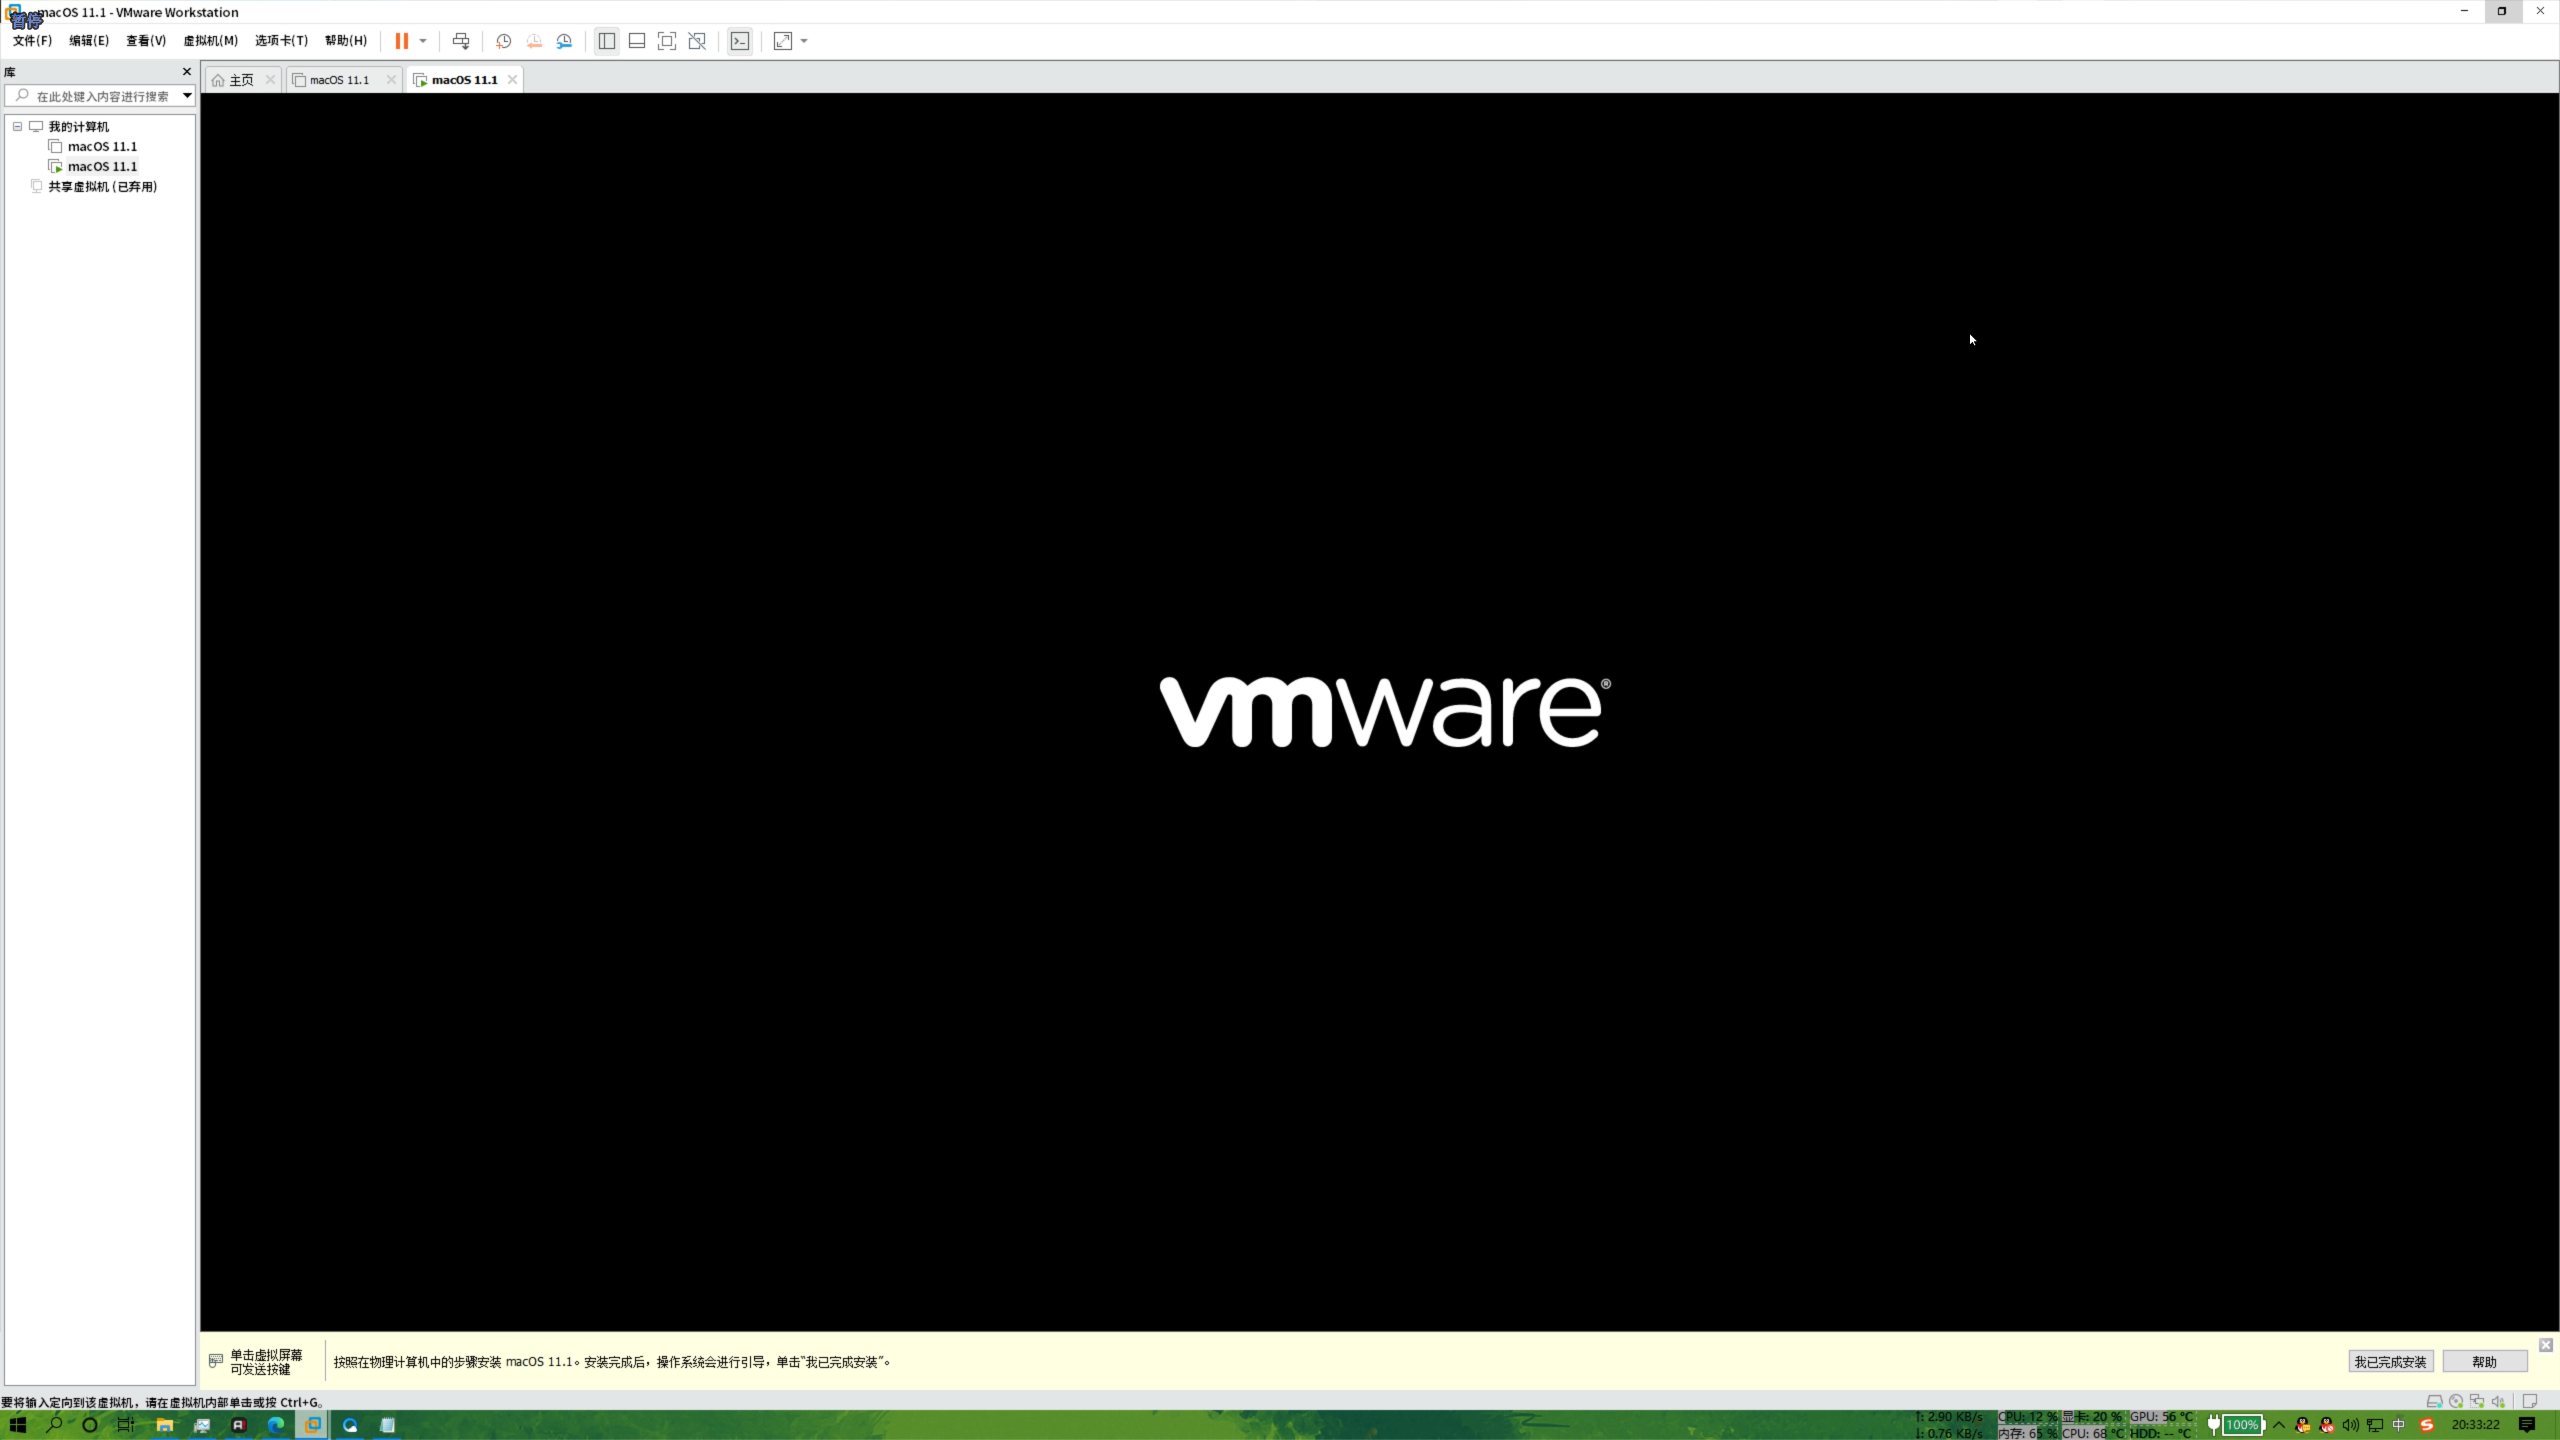 macOS 11.1 - VMware Workstation
暂停
文件(F) 编辑(E) 查看(V) 虚拟机(M) 选项卡(T) 帮助(H)
库
主页
macOS 11.1
macOS 11.1
在此处键入内容进行搜索
我的计算机
macOS 11.1
macOS 11.1
共享虚拟机 (已弃用)
vmware®
单击虚拟屏幕
可发送按键
按照在物理计算机中的步骤安装 macOS 11.1。安装完成后，操作系统会进行引导，单击“我已完成安装”。
我已完成安装
帮助
要将输入定向到该虚拟机，请在虚拟机内部单击或按 Ctrl+G。
↑: 2.90 KB/s CPU: 12 % 显卡: 20 % GPU: 56 °C
↓: 0.76 KB/s 内存: 65 % CPU: 68 °C HDD: -- °C
100%
中
20:33:22